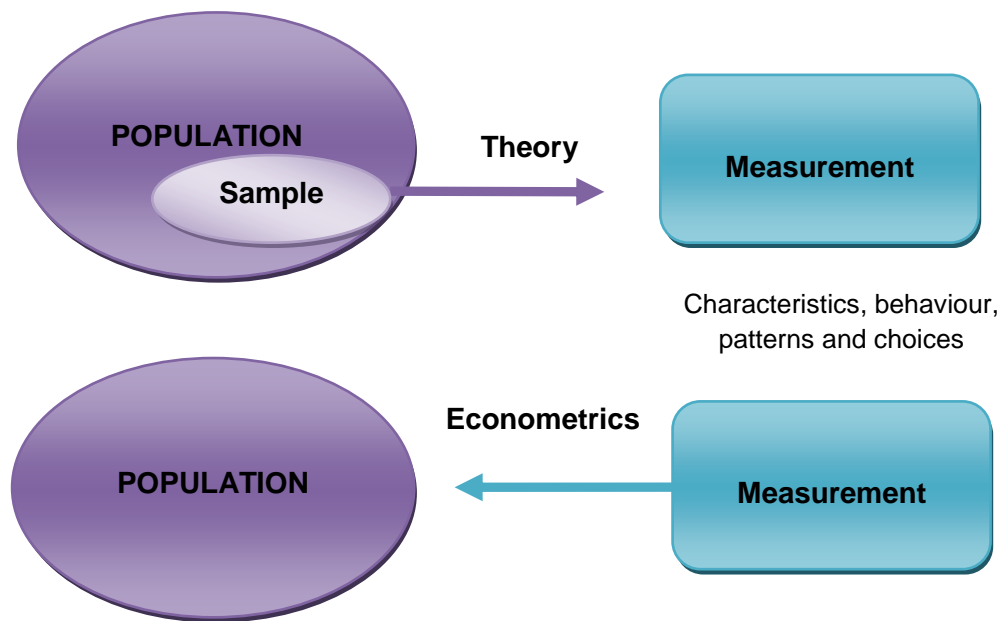 POPULATION
Sample
Theory
Measurement
Characteristics, behaviour,
patterns and choices
Econometrics
POPULATION
Measurement